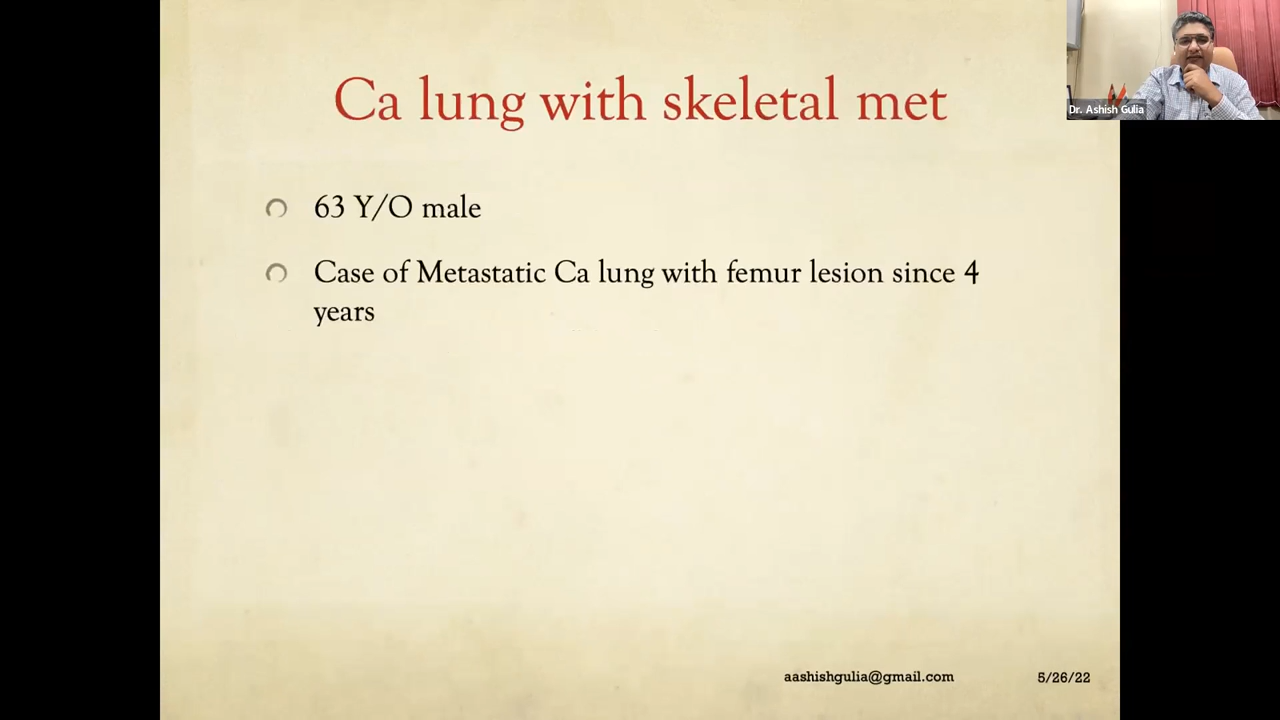 Ca lung with skeletal met
63 Y/O male
Case of Metastatic Ca lung with femur lesion since 4
years
aashishgulia@gmail.com
5/26/22
Dr. Ashish Gulia